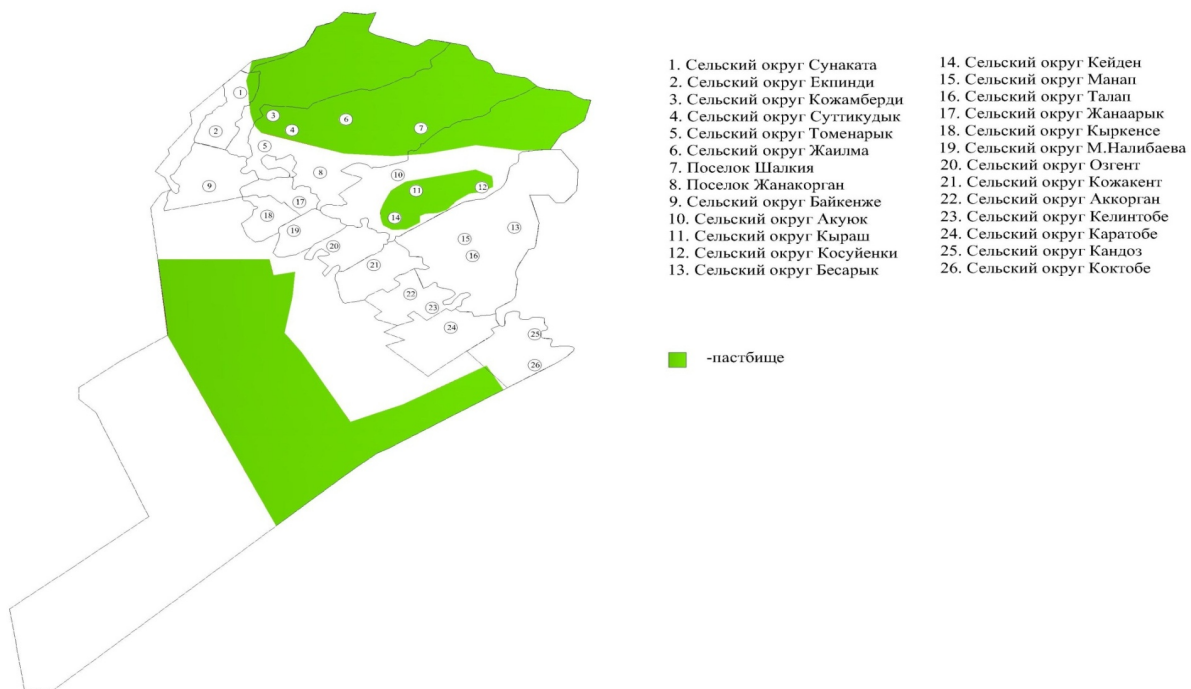 1. Сельский округ Сунаката
2. Сельский округ Екпинди
3. Сельский округ Кожамберди
4. Сельский округ Суттикудык
5. Сельский округ Томенарык
6. Сельский округ Жаилма
7. Поселок Шалкия
8. Поселок Жанакорган
9. Сельский округ Байкенже
10. Сельский округ Акуюк
11. Сельский округ Кыраш
12. Сельский округ Косуйенки
13. Сельский округ Бесарык
14. Сельский округ Кейден
15. Сельский округ Манап
16. Сельский округ Талап
17. Сельский округ Жанаарык
18. Сельский округ Кыркенсе
19. Сельский округ М.Налибаева
20. Сельский округ Озгент
21. Сельский округ Кожакент
22. Сельский округ Аккорган
23. Сельский округ Келинтобе
24. Сельский округ Каратобе
25. Сельский округ Кандоз
26. Сельский округ Коктобе
-пастбище
1
2
3
4
5
6
7
8
9
10
11
12
13
14
15
16
17
18
19
20
21
22
23
24
25
26